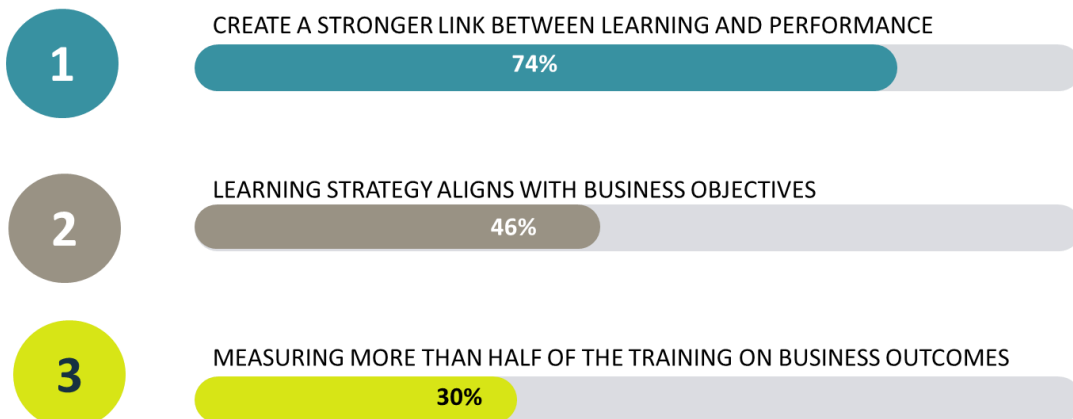 CREATE A STRONGER LINK BETWEEN LEARNING AND PERFORMANCE
1
74%
LEARNING STRATEGY ALIGNS WITH BUSINESS OBJECTIVES
2
46%
MEASURING MORE THAN HALF OF THE TRAINING ON BUSINESS OUTCOMES
3
30%